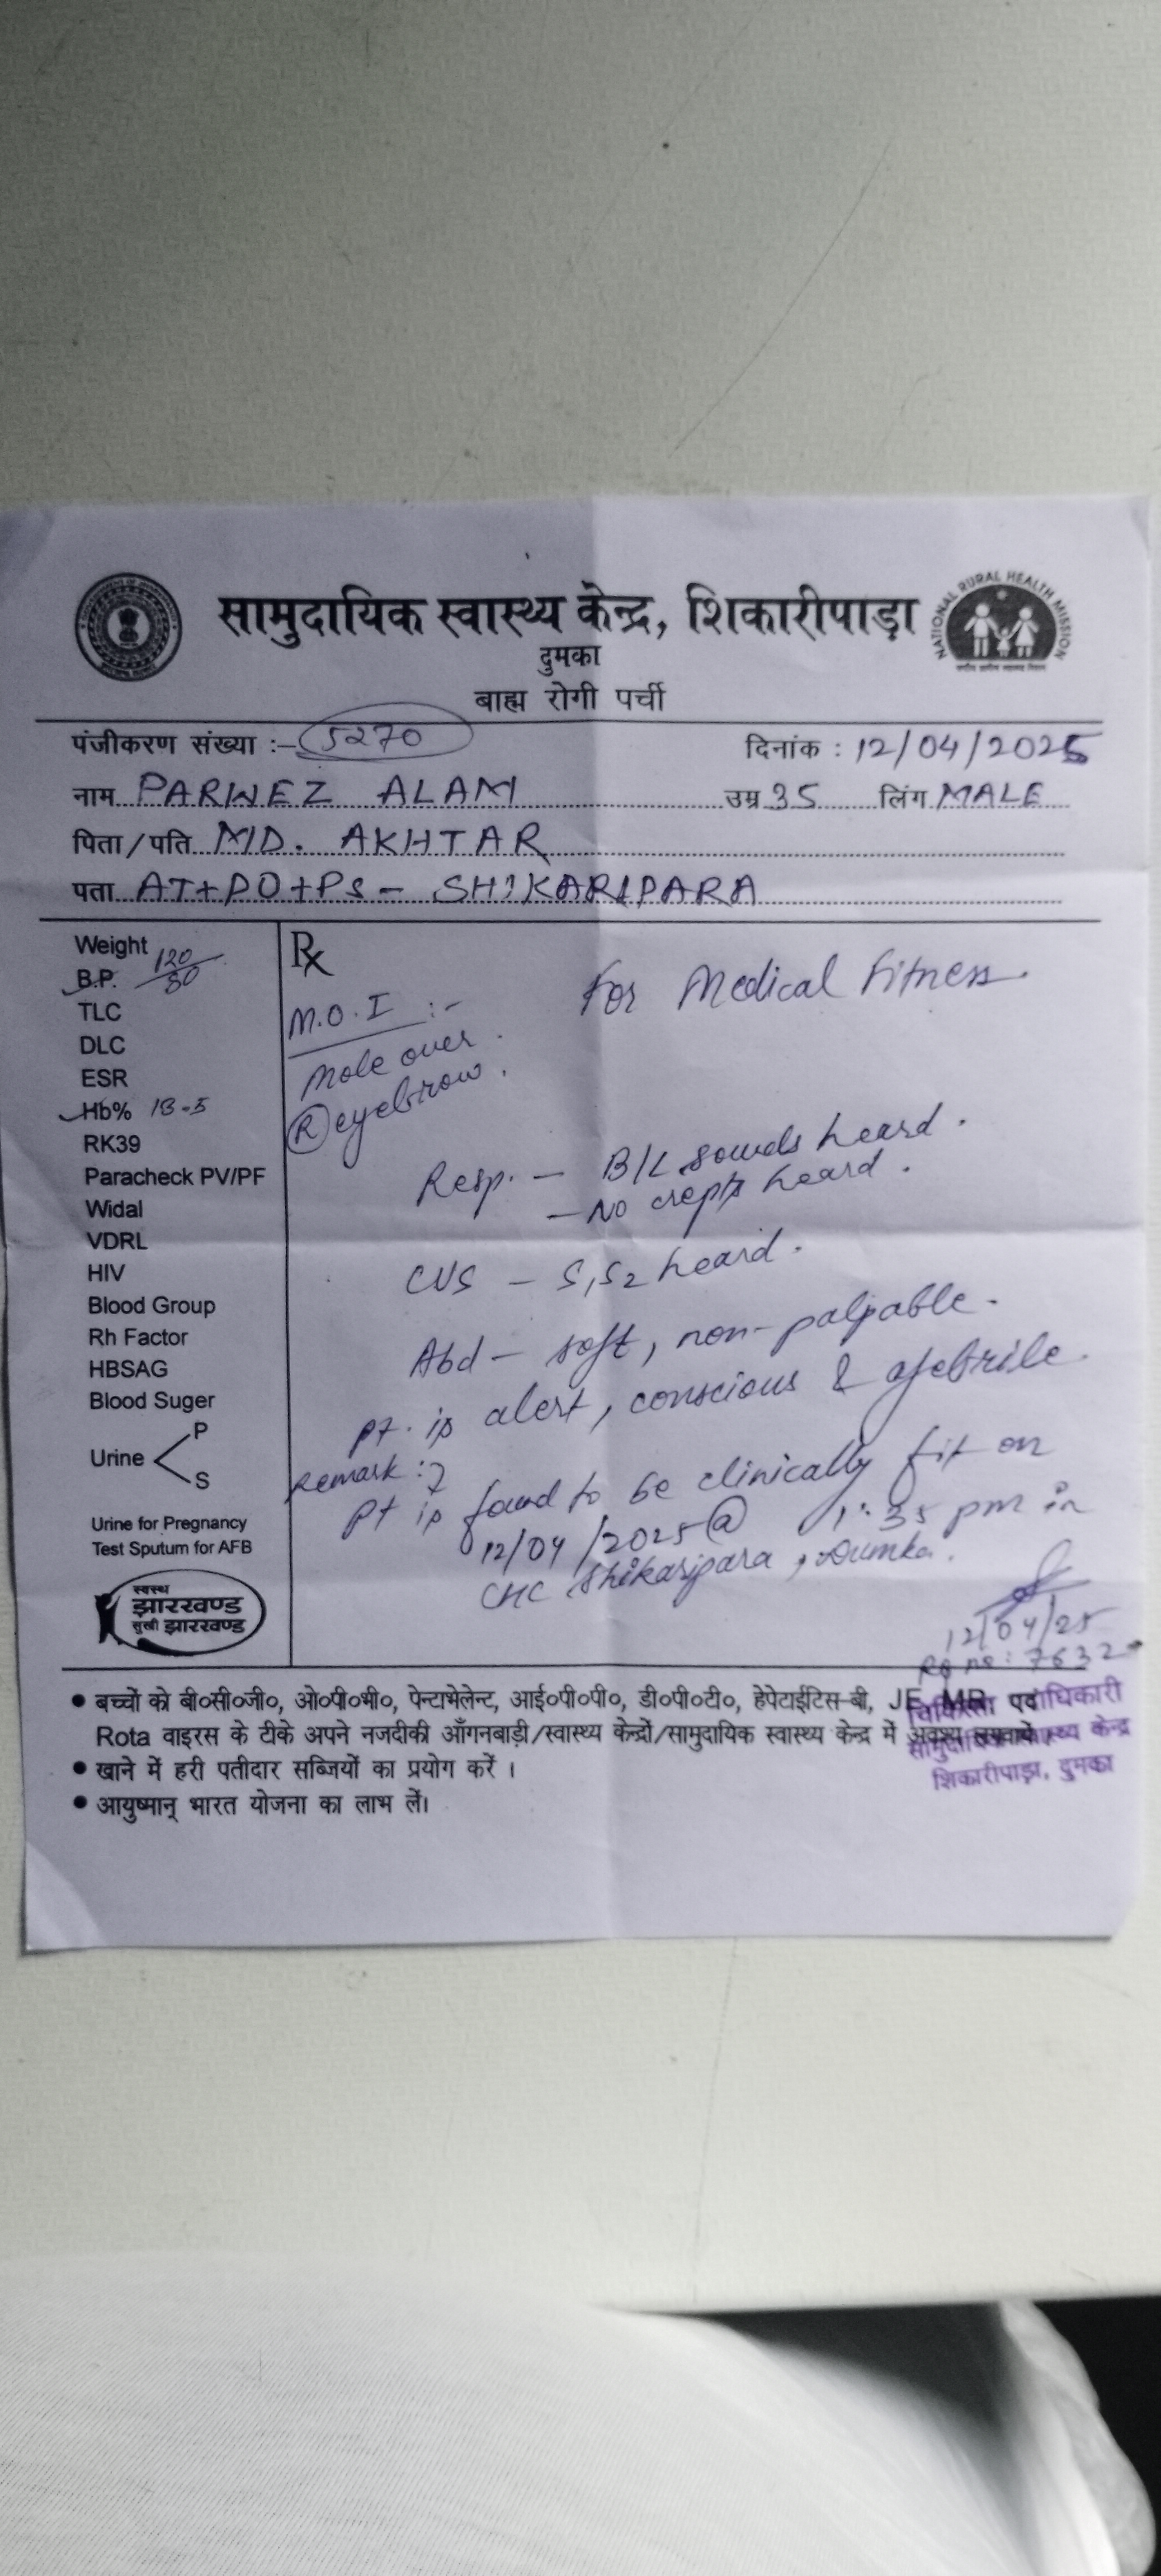 सामुदायिक स्वास्थ्य केन्द्र, शिकारीपाड़ा
दुमका
बाह्म रोगी पर्ची
NATIONAL RURAL HEALTH MISSION
पंजीकरण संख्या :- 5270 दिनांक : 12/04/2025
नाम PARWEZ ALAM उम्र 35 लिंग MALE
पिता/पति MD. AKHTAR
पता AT+PO+PS- SHIKARIPARA
Weight
B.P. 120/80
TLC
DLC
ESR
Hb% 13.5
RK39
Paracheck PV/PF
Widal
VDRL
HIV
Blood Group
Rh Factor
HBSAG
Blood Suger
Urine P
S
Urine for Pregnancy
Test Sputum for AFB
स्वस्थ
झारखण्ड
सुखी झारखण्ड
Rx
For Medical Fitness.
M.O.I :-
Mole over
R eyebrow.
Resp. - B/L sounds heard.
- No crepts heard.
CVS - S1S2 heard.
Abd - soft, non-palpable.
Pt. is alert, conscious & afebrile.
Remark :-
Pt is found to be clinically fit on
12/04/2025 @ 1:35 pm in
CHC Shikaripara, Dumka.
12/04/25
Rg no: 7632
चिकित्सा पदाधिकारी
सामुदायिक स्वास्थ्य केन्द्र
शिकारीपाड़ा, दुमका
• बच्चों को बी०सी०जी०, ओ०पी०भी०, पेन्टाभेलेन्ट, आई०पी०पी०, डी०पी०टी०, हेपेटाईटिस-बी, JE, MR एवं
Rota वाइरस के टीके अपने नजदीकी आँगनबाड़ी/स्वास्थ्य केन्द्रों/सामुदायिक स्वास्थ्य केन्द्र में अवश्य लगवायें
• खाने में हरी पतीदार सब्जियों का प्रयोग करें ।
• आयुष्मान् भारत योजना का लाभ लें।